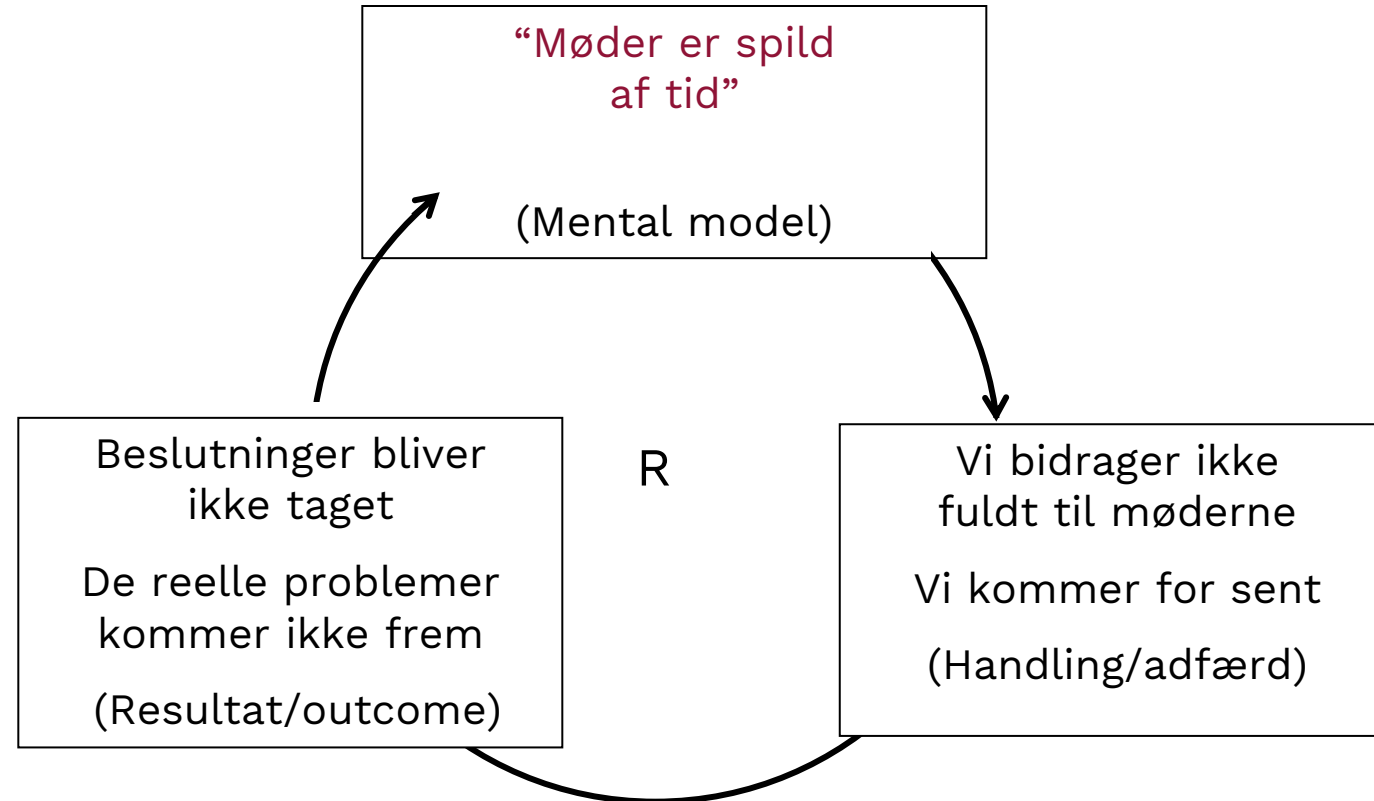 “Møder er spild
af tid”
(Mental model)
Beslutninger bliver
ikke taget
De reelle problemer
kommer ikke frem
(Resultat/outcome)
R
Vi bidrager ikke
fuldt til møderne
Vi kommer for sent
(Handling/adfærd)